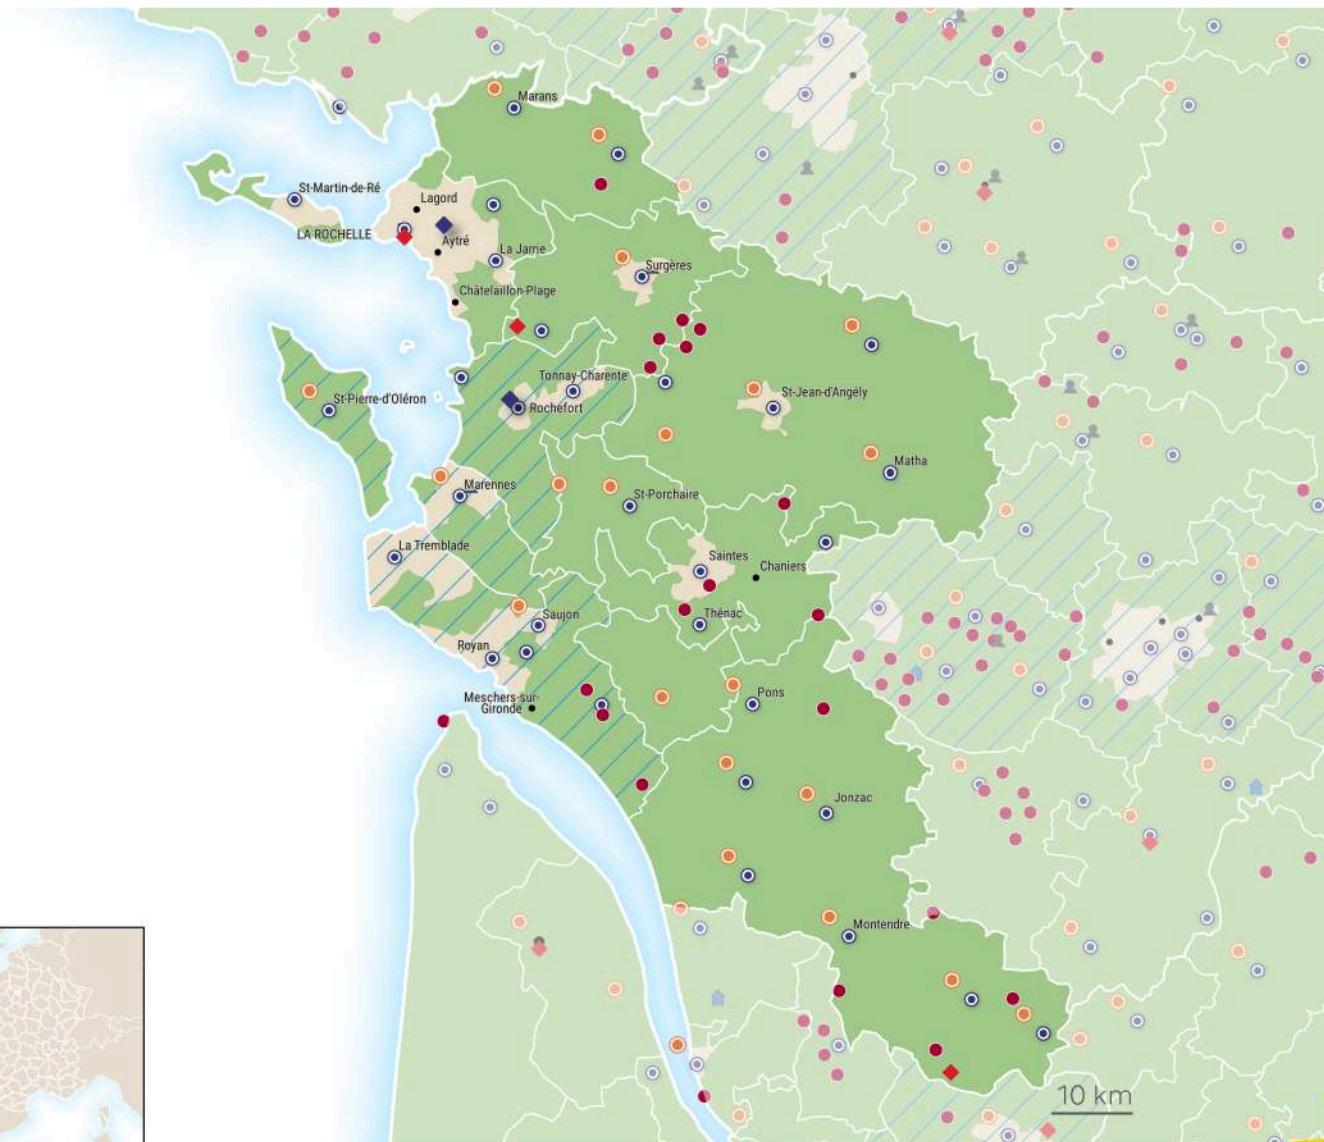 Marans
St-Martin-de-Ré
Lagord
LA ROCHELLE
Aytré
La Jarrie
Surgères
Châtelaillon-Plage
Tonnay-Charente
St-Pierre-d'Oléron
Rochefort
St-Jean-d'Angély
Matha
Marennes
St-Porchaire
La Tremblade
Saintes
Chaniers
Saujon
Thénac
Royan
Meschers-sur-
Gironde
Pons
Jonzac
Montendre
10 km